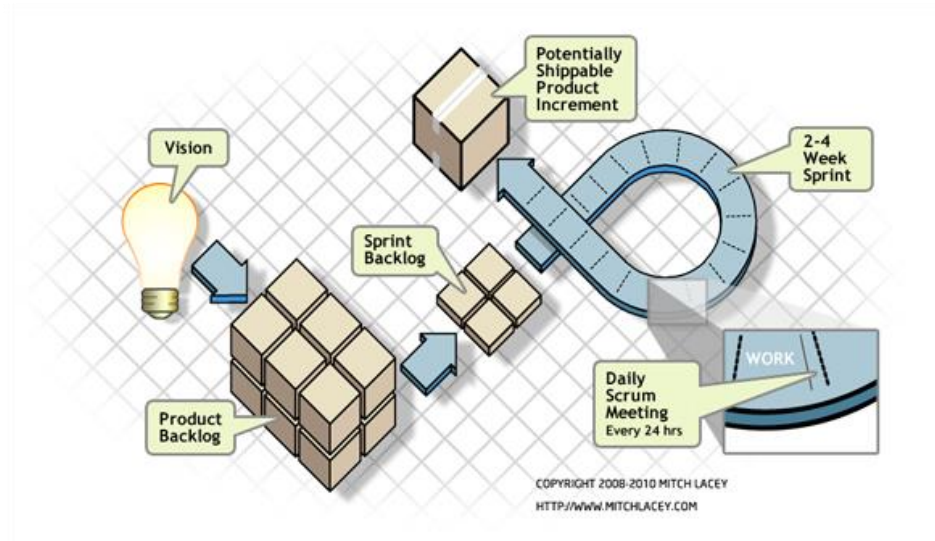 Potentially
Shippable
Product
Increment
Vision
2-4
Week
Sprint
Sprint
Backlog
WORK
Daily
Scrum
Meeting
Every 24 hrs
Product
Backlog
COPYRIGHT 2008-2010 MITCH LACEY
HTTP://WWW.MITCHLACEY.COM